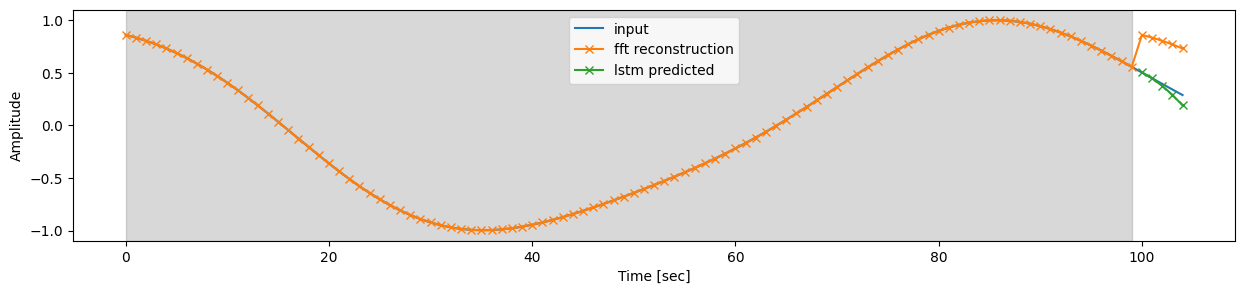 input
fft reconstruction
lstm predicted
Amplitude
1.0
0.5
0.0
−0.5
−1.0
0 20 40 60 80 100
Time [sec]